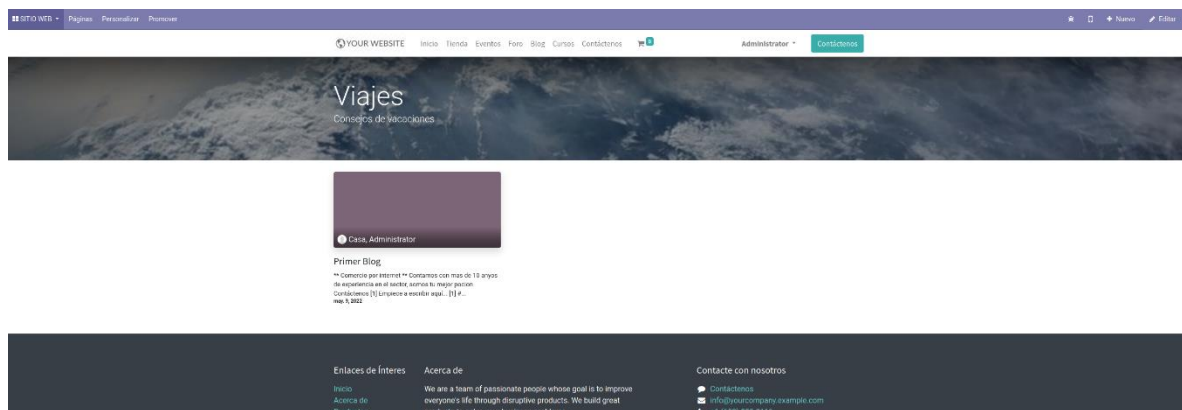 SITIO WEB Páginas Personalizar Promover + Nuevo Editar
YOUR WEBSITE Inicio Tienda Eventos Foro Blog Cursos Contáctenos 0 Administrator Contáctenos
Viajes
Consejos de vacaciones
Casa, Administrator
Primer Blog
** Comercio por internet ** Contamos con mas de 10 anyos
de experiencia en el sector, somos tu mejor
Contáctenos [1] Empiece a escribir aquí... [1] #...
may. 9, 2022
Enlaces de Ínteres Acerca de Contacte con nosotros
Inicio We are a team of passionate people whose goal is to improve Contáctenos
Acerca de everyone's life through disruptive products. We build great info@yourcompany.example.com